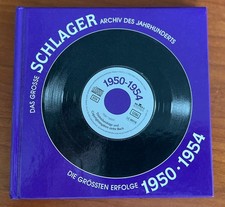 DAS GROSSE SCHLAGER ARCHIV DES JAHRHUNDERTS
1950-1954
DIE GRÖSSTEN ERFOLGE 1950-1954